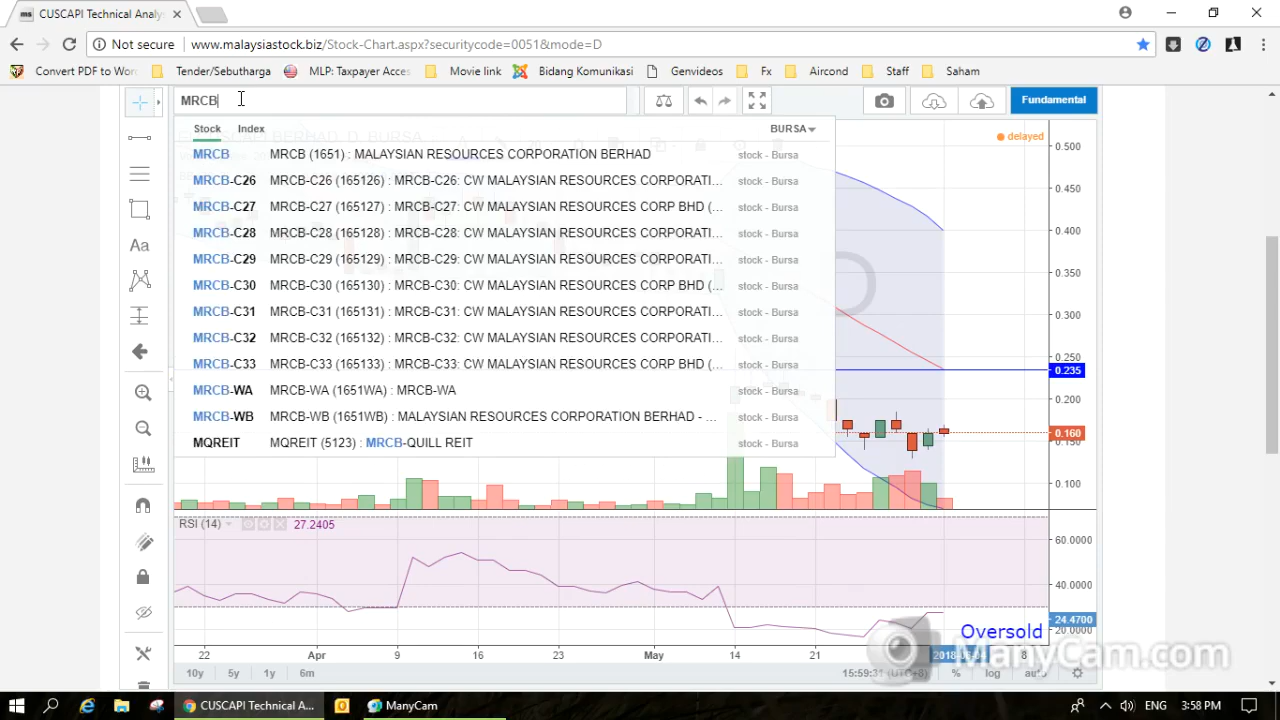 CUSCAPI Technical Analy
Not secure www.malaysiastock.biz/Stock-Chart.aspx?securitycode=0051&mode=D
Convert PDF to Word Tender/Sebutharga MLP: Taxpayer Acces Movie link Bidang Komunikasi Genvideos Fx Aircond Staff Saham
MRCB Fundamental
Stock Index BURSA
delayed
MRCB MRCB (1651) : MALAYSIAN RESOURCES CORPORATION BERHAD stock - Bursa
MRCB-C26 MRCB-C26 (165126) : MRCB-C26: CW MALAYSIAN RESOURCES CORPORATI... stock - Bursa
MRCB-C27 MRCB-C27 (165127) : MRCB-C27: CW MALAYSIAN RESOURCES CORP BHD (... stock - Bursa
MRCB-C28 MRCB-C28 (165128) : MRCB-C28: CW MALAYSIAN RESOURCES CORPORATI... stock - Bursa
MRCB-C29 MRCB-C29 (165129) : MRCB-C29: CW MALAYSIAN RESOURCES CORPORATI... stock - Bursa
MRCB-C30 MRCB-C30 (165130) : MRCB-C30: CW MALAYSIAN RESOURCES CORP BHD (... stock - Bursa
MRCB-C31 MRCB-C31 (165131) : MRCB-C31: CW MALAYSIAN RESOURCES CORPORATI... stock - Bursa
MRCB-C32 MRCB-C32 (165132) : MRCB-C32: CW MALAYSIAN RESOURCES CORPORATI... stock - Bursa
MRCB-C33 MRCB-C33 (165133) : MRCB-C33: CW MALAYSIAN RESOURCES CORP BHD (... stock - Bursa
MRCB-WA MRCB-WA (1651WA) : MRCB-WA stock - Bursa
MRCB-WB MRCB-WB (1651WB) : MALAYSIAN RESOURCES CORPORATION BERHAD - ... stock - Bursa
MQREIT MQREIT (5123) : MRCB-QUILL REIT stock - Bursa
0.500
0.450
0.400
0.350
0.300
0.250
0.235
0.200
0.160
0.150
0.100
RSI (14) 27.2405
60.0000
40.0000
24.4700
20.0000
Oversold
22 Apr 9 16 23 May 14 21 2018-06-04 8
ManyCam.com
10y 5y 1y 6m 15:59:31 (UTC+8) % log auto
Aa
CUSCAPI Technical A... ManyCam ENG 3:58 PM